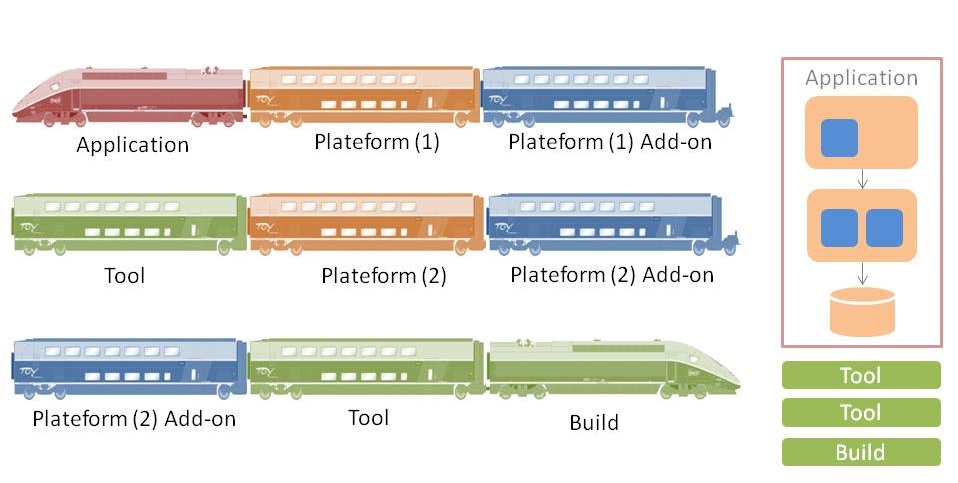 Application
Plateform (1)
Plateform (1) Add-on
Tool
Plateform (2)
Plateform (2) Add-on
Plateform (2) Add-on
Tool
Build
Application
Tool
Tool
Build